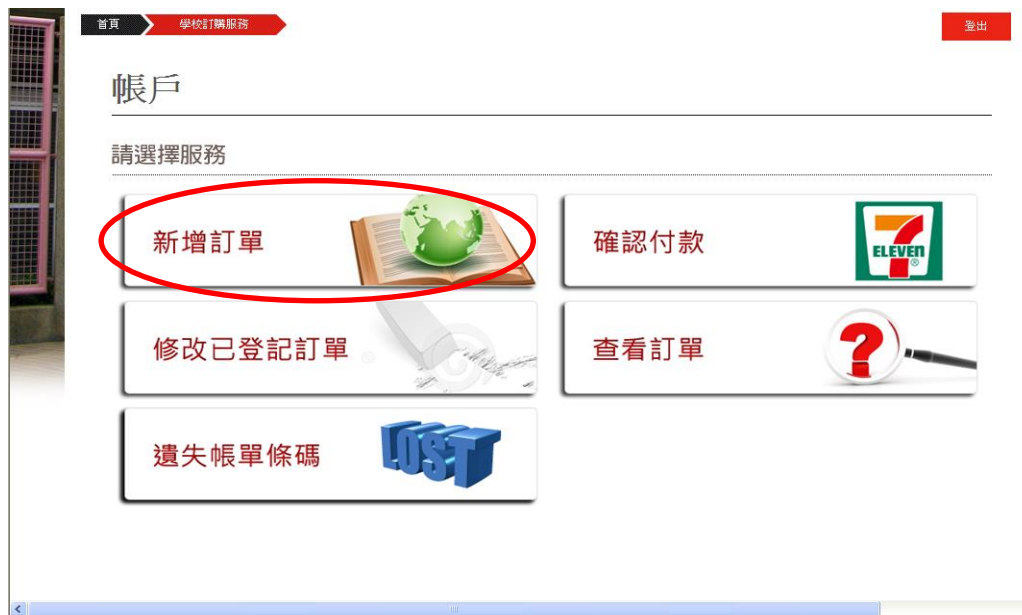 首頁 學校訂購服務 登出
帳戶
請選擇服務
新增訂單
確認付款
7 ELEVEn ®
修改已登記訂單
查看訂單
?
遺失帳單條碼
LOST